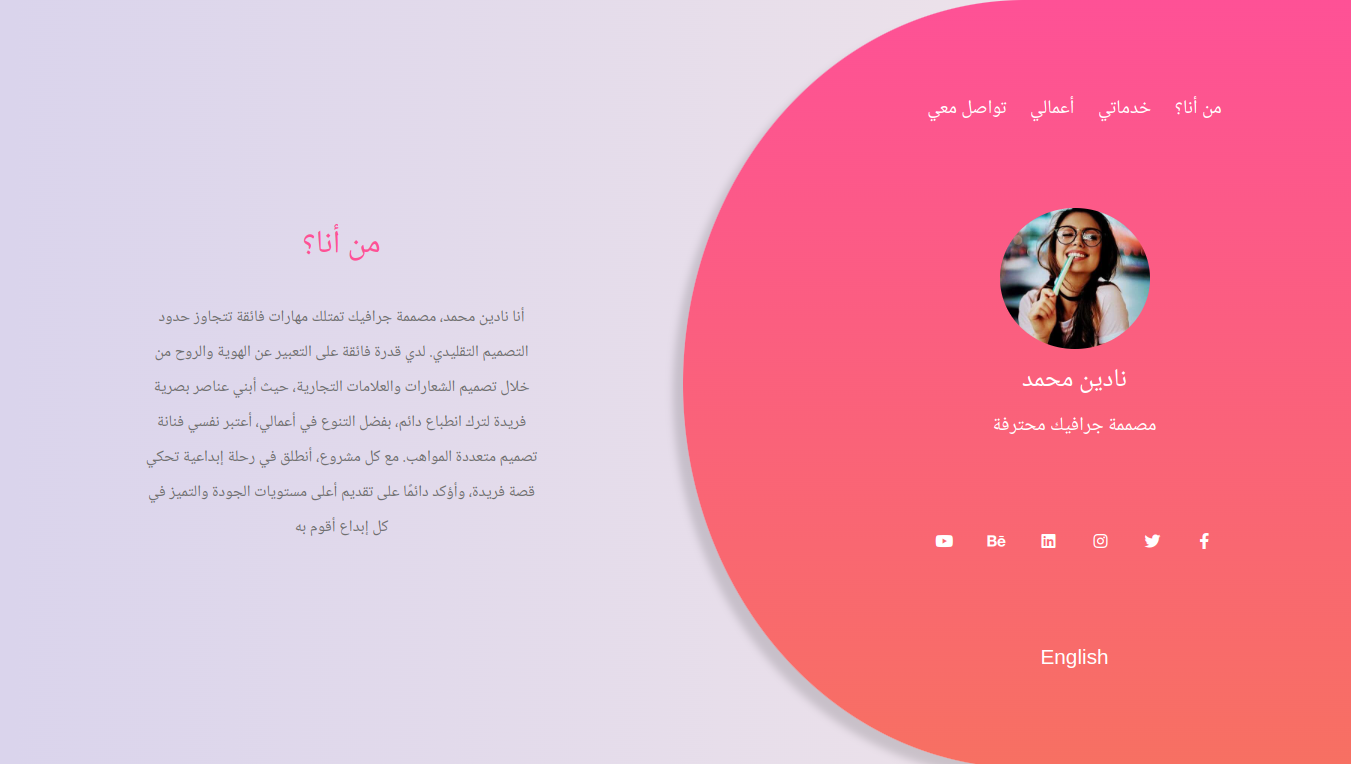 من أنا؟ خدماتي أعمالي تواصل معي
نادين محمد
مصممة جرافيك محترفة
Bē in
English
من أنا؟
أنا نادين محمد، مصممة جرافيك تمتلك مهارات فائقة تتجاوز حدود
التصميم التقليدي. لدي قدرة فائقة على التعبير عن الهوية والروح من
خلال تصميم الشعارات والعلامات التجارية، حيث أبني عناصر بصرية
فريدة لترك انطباع دائم، بفضل التنوع في أعمالي، أعتبر نفسي فنانة
تصميم متعددة المواهب. مع كل مشروع، أنطلق في رحلة إبداعية تحكي
قصة فريدة، وأؤكد دائمًا على تقديم أعلى مستويات الجودة والتميز في
كل إبداع أقوم به